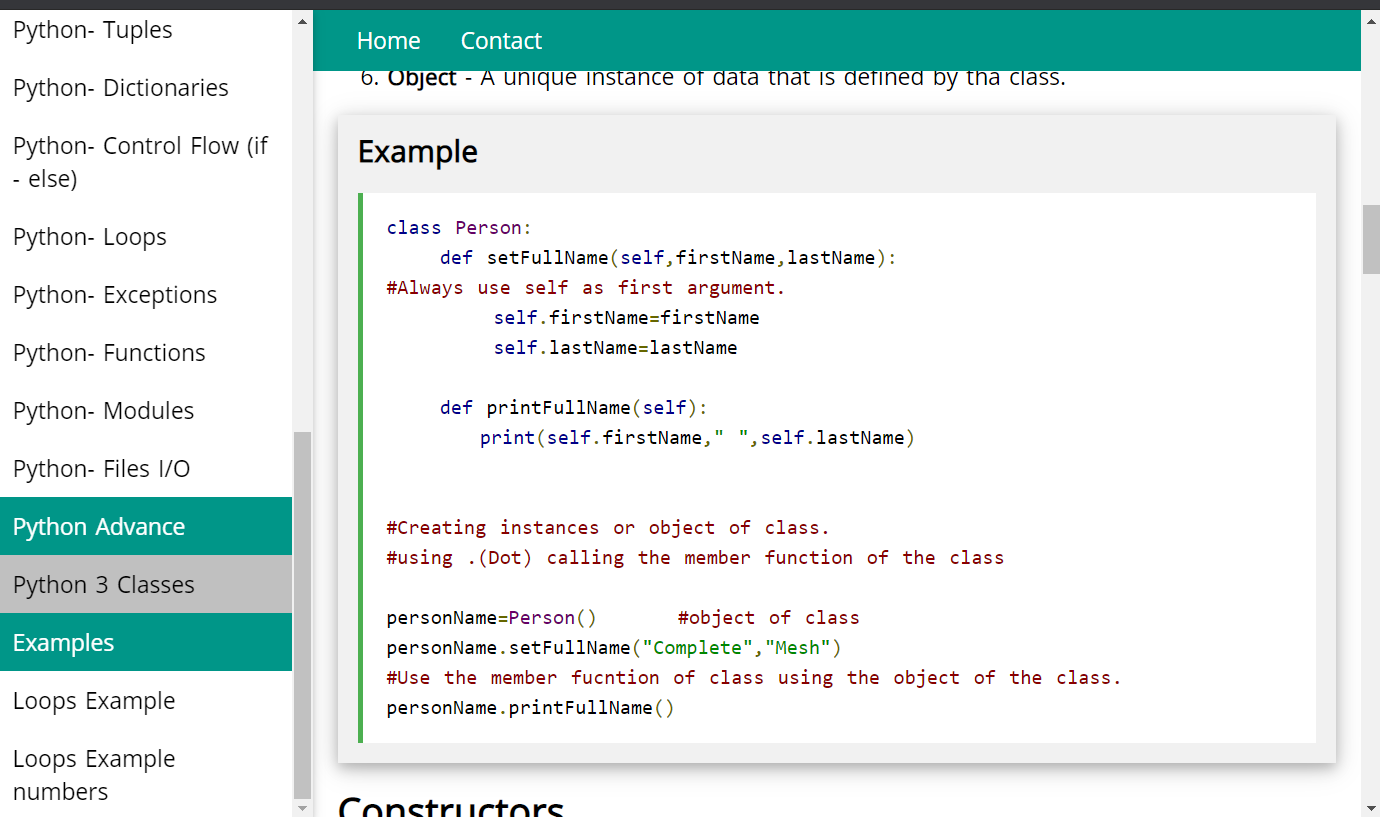 Python- Tuples
Python- Dictionaries
Python- Control Flow (if
- else)
Python- Loops
Python- Exceptions
Python- Functions
Python- Modules
Python- Files I/O
Python Advance
Python 3 Classes
Examples
Loops Example
Loops Example
numbers
Home Contact
6. Object - A unique instance of data that is defined by tha class.
Example
class Person:
def setFullName(self,firstName,lastName):
#Always use self as first argument.
self.firstName=firstName
self.lastName=lastName
def printFullName(self):
print(self.firstName," ",self.lastName)
#Creating instances or object of class.
#using .(Dot) calling the member function of the class
personName=Person() #object of class
personName.setFullName("Complete","Mesh")
#Use the member fucntion of class using the object of the class.
personName.printFullName()
Constructors